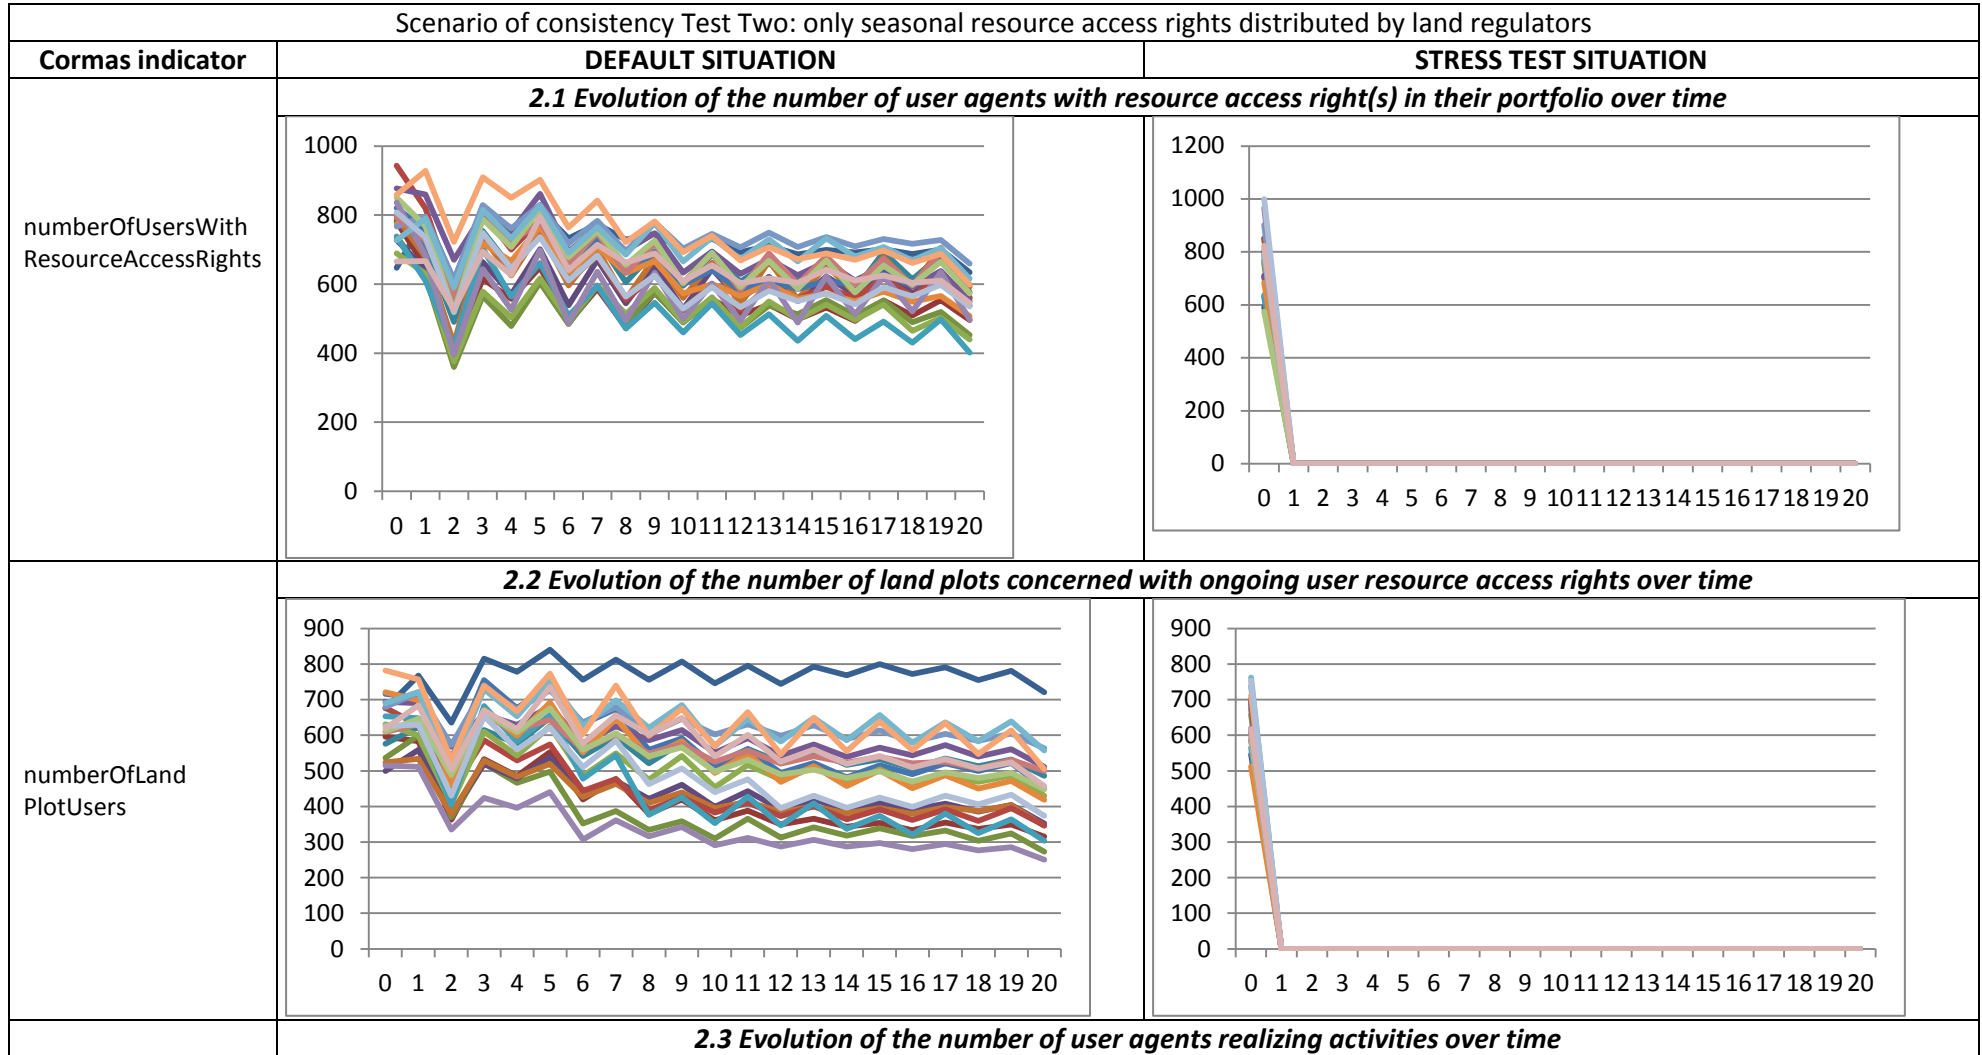 Scenario of consistency Test Two: only seasonal resource access rights distributed by land regulators
Cormas indicator
DEFAULT SITUATION
STRESS TEST SITUATION
2.1 Evolution of the number of user agents with resource access right(s) in their portfolio over time
numberOfUsersWith
ResourceAccessRights
1000
800
600
400
200
0
0 1 2 3 4 5 6 7 8 9 10 11 12 13 14 15 16 17 18 19 20
1200
1000
800
600
400
200
0
0 1 2 3 4 5 6 7 8 9 10 11 12 13 14 15 16 17 18 19 20
2.2 Evolution of the number of land plots concerned with ongoing user resource access rights over time
numberOfLand
PlotUsers
900
800
700
600
500
400
300
200
100
0
0 1 2 3 4 5 6 7 8 9 10 11 12 13 14 15 16 17 18 19 20
900
800
700
600
500
400
300
200
100
0
0 1 2 3 4 5 6 7 8 9 10 11 12 13 14 15 16 17 18 19 20
2.3 Evolution of the number of user agents realizing activities over time